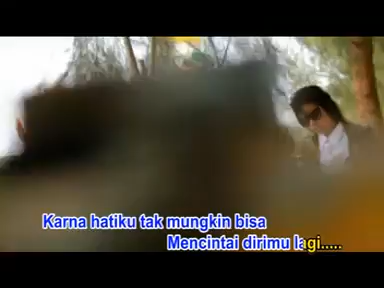 Karna hatiku tak mungkin bisa
Mencintai dirimu lagi.....